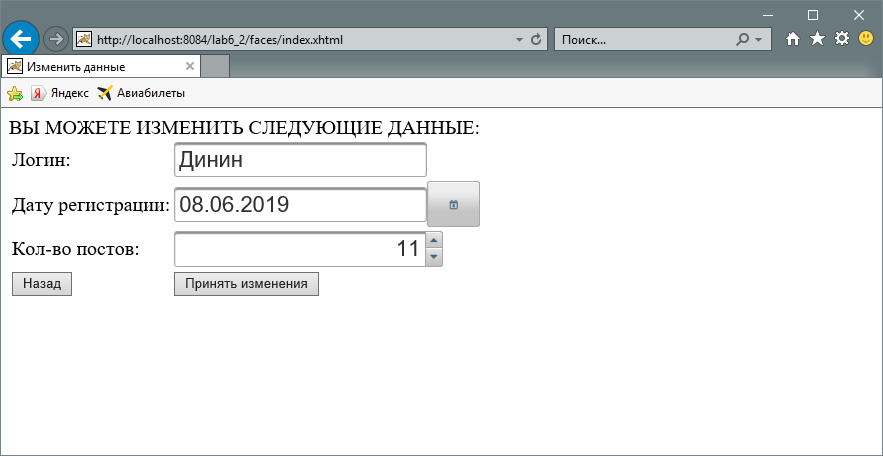 http://localhost:8084/lab6_2/faces/index.xhtml
Поиск...
Изменить данные
Яндекс Авиабилеты
ВЫ МОЖЕТЕ ИЗМЕНИТЬ СЛЕДУЮЩИЕ ДАННЫЕ:
Логин: Динин
Дату регистрации: 08.06.2019
Кол-во постов: 11
Назад Принять изменения